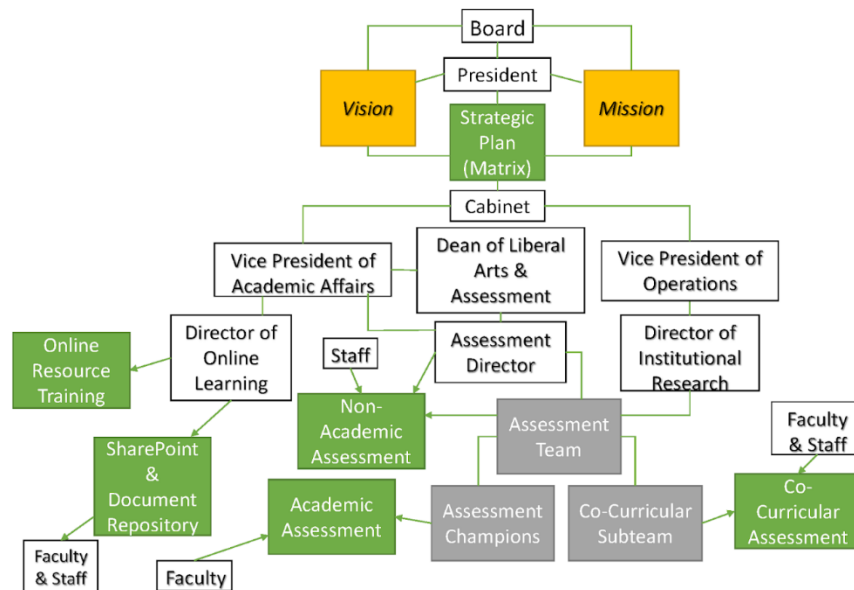 Board
President
Vision
Mission
Strategic
Plan
(Matrix)
Cabinet
Vice President of
Academic Affairs
Dean of Liberal
Arts &
Assessment
Vice President of
Operations
Director of
Online
Learning
Online
Resource
Training
Staff
Assessment
Director
Director of
Institutional
Research
Non-
Academic
Assessment
Assessment
Team
Faculty
& Staff
SharePoint
&
Document
Repository
Academic
Assessment
Assessment
Champions
Co-Curricular
Subteam
Co-
Curricular
Assessment
Faculty
& Staff
Faculty